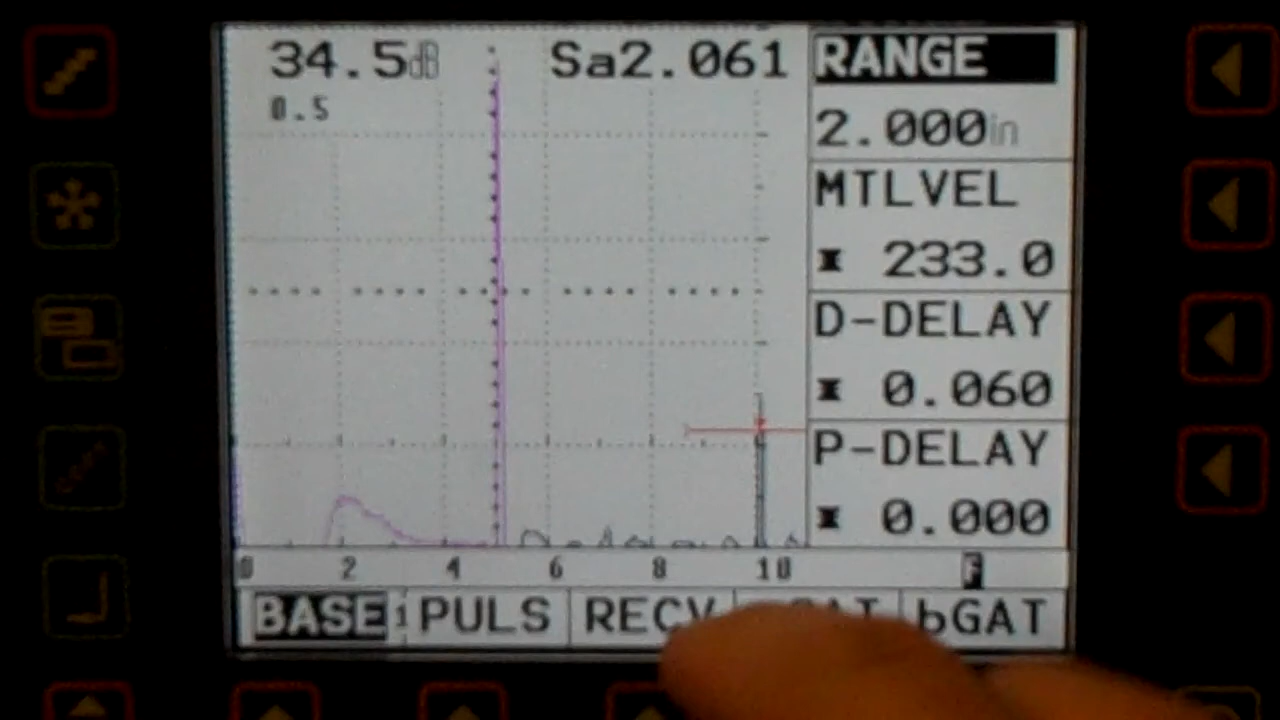 34.5dB Sa2.061
0.5
RANGE
2.000in
MTLVEL
233.0
D-DELAY
0.060
P-DELAY
0.000
0 2 4 6 8 10 F
BASE 1 PULS RECV bGAT